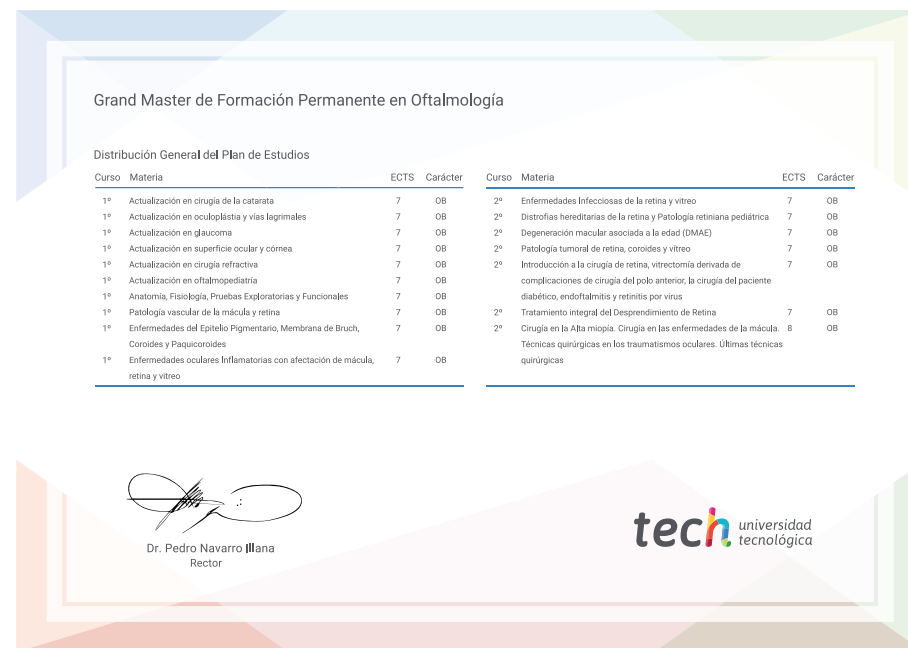 Grand Master de Formación Permanente en Oftalmología
Distribución General del Plan de Estudios
Curso Materia ECTS Carácter
1º Actualización en cirugía de la catarata 7 OB
1º Actualización en oculoplástia y vías lagrimales 7 OB
1º Actualización en glaucoma 7 OB
1º Actualización en superficie ocular y córnea 7 OB
1º Actualización en cirugía refractiva 7 OB
1º Actualización en oftalmopediatría 7 OB
1º Anatomía, Fisiología, Pruebas Exploratorias y Funcionales 7 OB
1º Patología vascular de la mácula y retina 7 OB
1º Enfermedades del Epitelio Pigmentario, Membrana de Bruch, 7 OB
Coroides y Paquicoroides
1º Enfermedades oculares Inflamatorias con afectación de mácula, 7 OB
retina y vítreo
Curso Materia ECTS Carácter
2º Enfermedades Infecciosas de la retina y vitreo 7 OB
2º Distrofias hereditarias de la retina y Patología retiniana pediátrica 7 OB
2º Degeneración macular asociada a la edad (DMAE) 7 OB
2º Patología tumoral de retina, coroides y vítreo 7 OB
2º Introducción a la cirugía de retina, vitrectomía derivada de 7 OB
complicaciones de cirugía del polo anterior, la cirugía del paciente
diabético, endoftalmitis y retinitis por virus
2º Tratamiento integral del Desprendimiento de Retina 7 OB
2º Cirugía en la Alta miopía. Cirugía en las enfermedades de la mácula. 8 OB
Técnicas quirúrgicas en los traumatismos oculares. Últimas técnicas
quirúrgicas
Dr. Pedro Navarro Illana
Rector
tech universidad
tecnológica